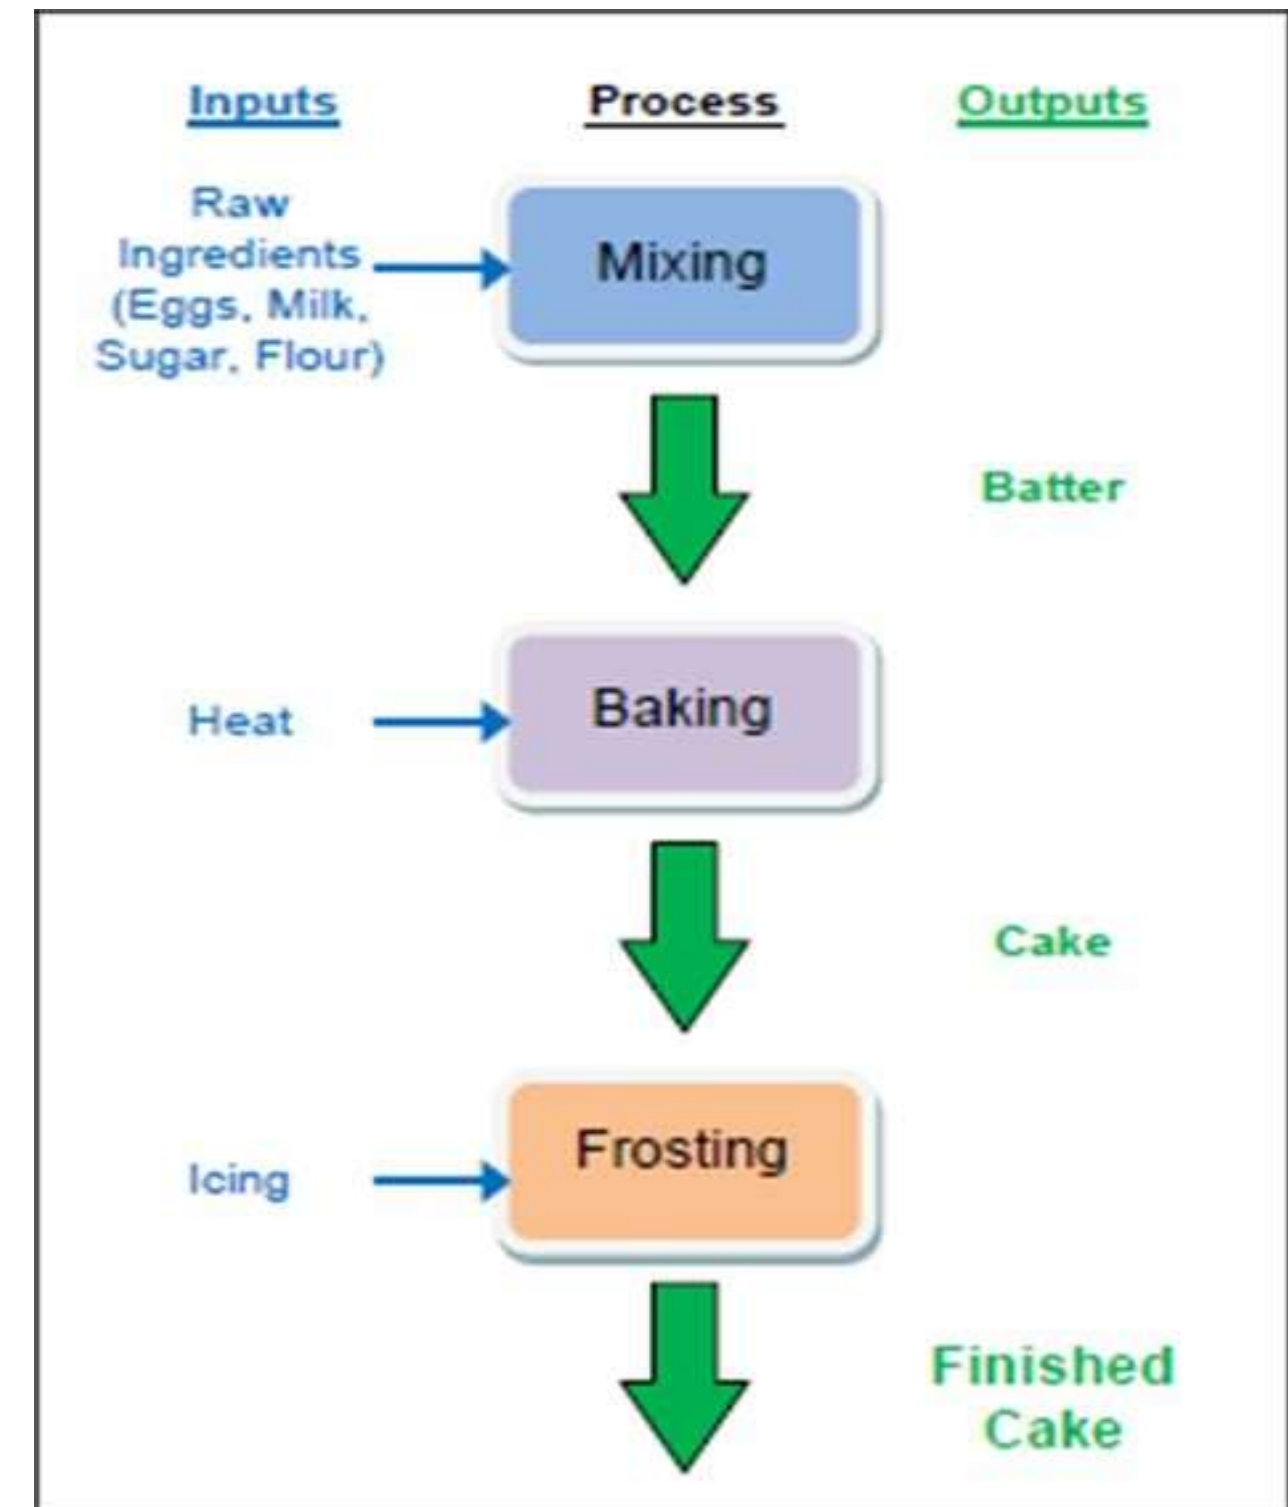 Inputs
Process
Outputs
Raw
Ingredients
(Eggs, Milk,
Sugar, Flour)
Mixing
Batter
Heat
Baking
Cake
Icing
Frosting
Finished
Cake